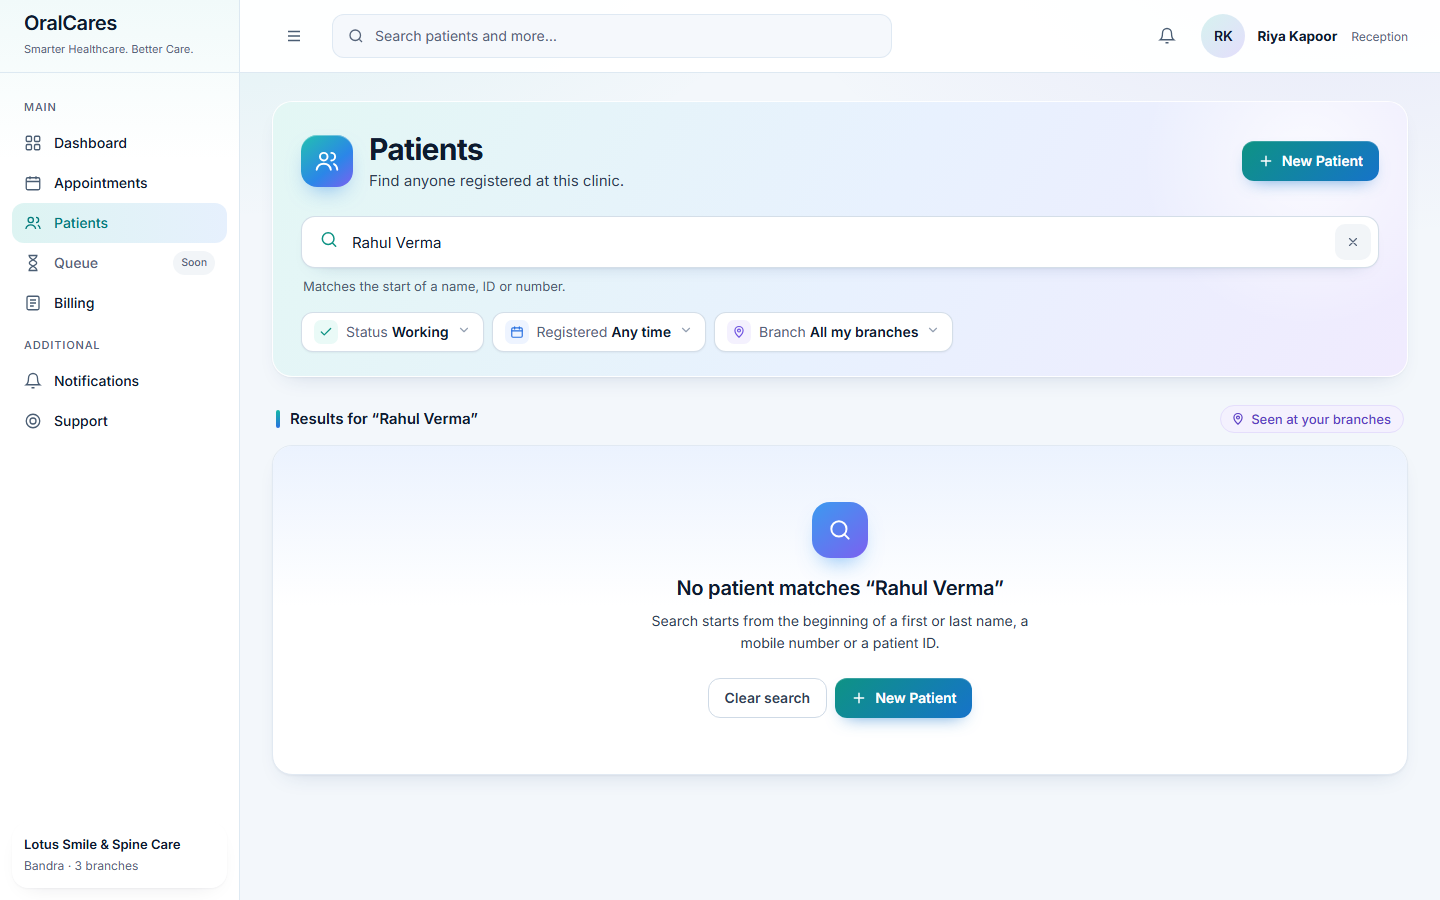 OralCares
Smarter Healthcare. Better Care.
Search patients and more...
RK
Riya Kapoor
Reception
MAIN
Dashboard
Appointments
Patients
Queue
Soon
Billing
ADDITIONAL
Notifications
Support
Lotus Smile & Spine Care
Bandra · 3 branches
Patients
Find anyone registered at this clinic.
New Patient
Rahul Verma
Matches the start of a name, ID or number.
Status Working
Registered Any time
Branch All my branches
Results for “Rahul Verma”
Seen at your branches
No patient matches “Rahul Verma”
Search starts from the beginning of a first or last name, a
mobile number or a patient ID.
Clear search
New Patient